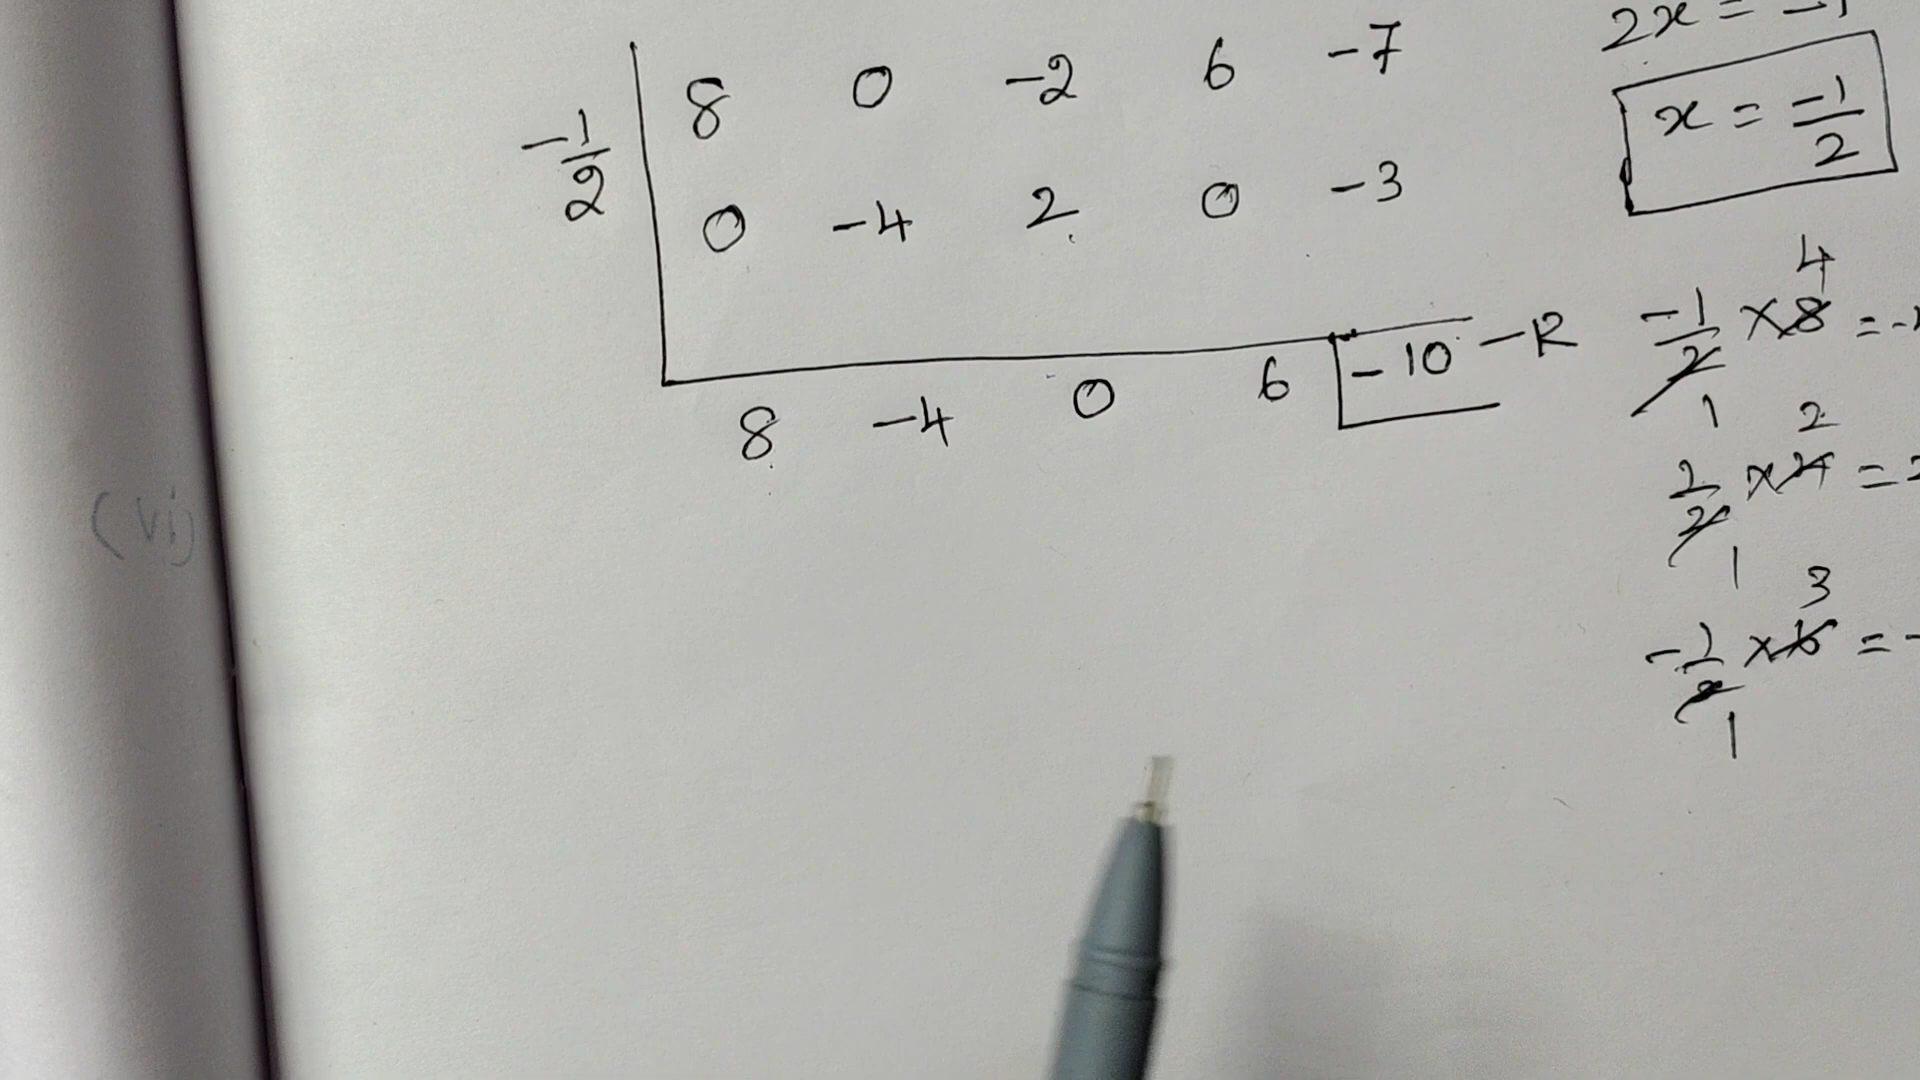 2x = -1
-1/2 | 8 0 -2 6 -7
x = -1/2
0 -4 2 0 -3
8 -4 0 6 -10 -R
4
-1/2 × 8 =
1
2
1/2 × 4 =
1
3
-1/2 × 6 = -
1
(vi)